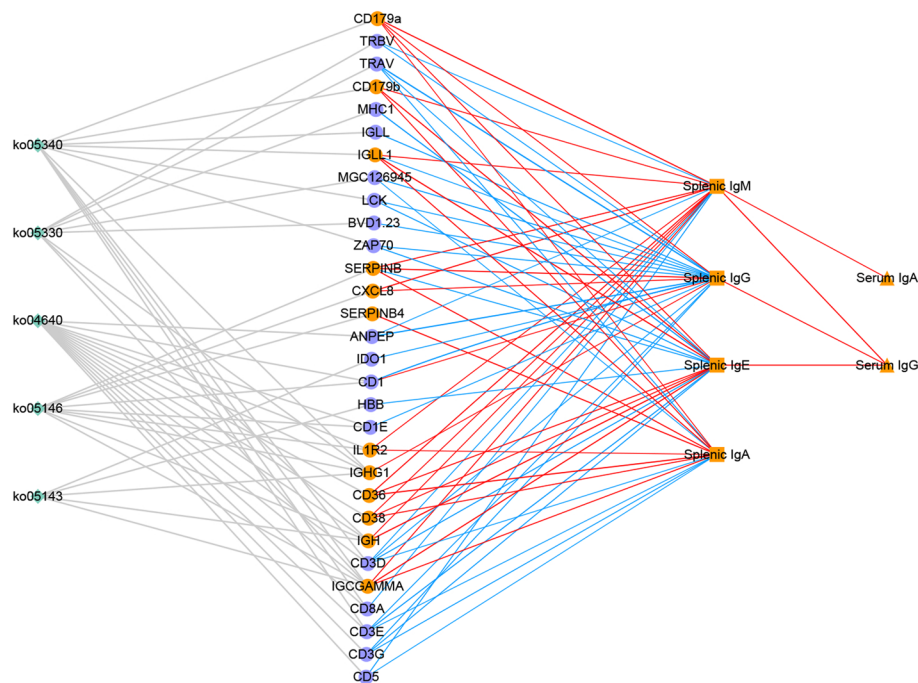 ko05340
ko05330
ko04640
ko05146
ko05143
CD179a
TRBV
TRAV
CD179b
MHC1
IGLL
IGLL1
MGC126945
LCK
BVD1.23
ZAP70
SERPINB
CXCL8
SERPINB4
ANPEP
IDO1
CD1
HBB
CD1E
IL1R2
IGHG1
CD36
CD38
IGH
CD3D
IGCGAMMA
CD8A
CD3E
CD3G
CD5
Splenic IgM
Splenic IgG
Splenic IgE
Splenic IgA
Serum IgA
Serum IgG